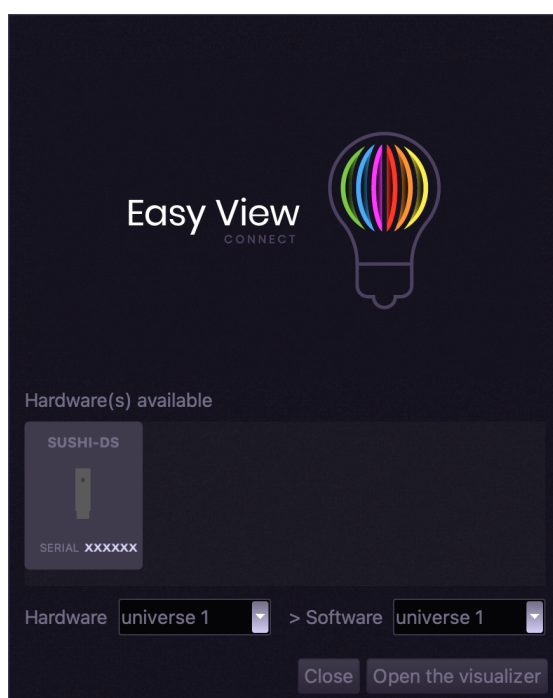 Easy View
CONNECT
Hardware(s) available
SUSHI-DS
SERIAL XXXXXX
Hardware universe 1 > Software universe 1
Close Open the visualizer